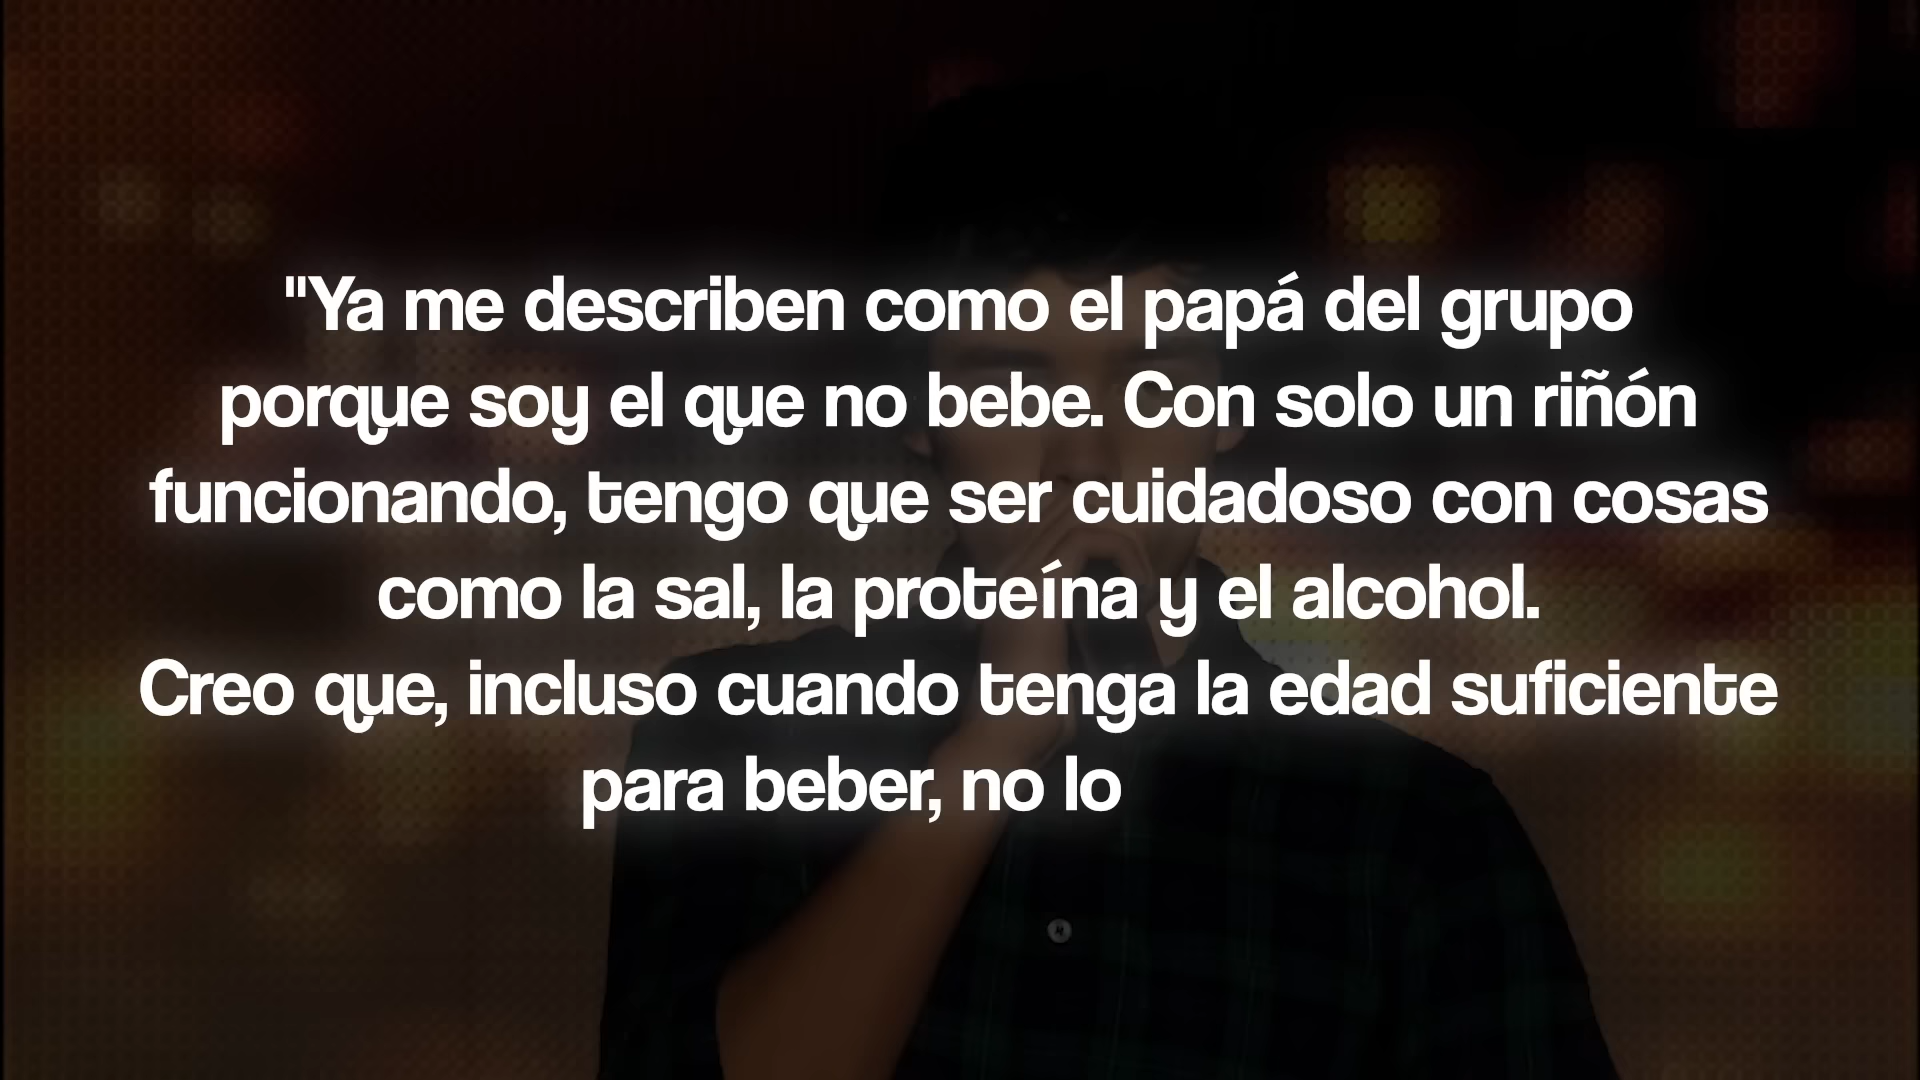 "Ya me describen como el papá del grupo
porque soy el que no bebe. Con solo un riñón
funcionando, tengo que ser cuidadoso con cosas
como la sal, la proteína y el alcohol.
Creo que, incluso cuando tenga la edad suficiente
para beber, no lo